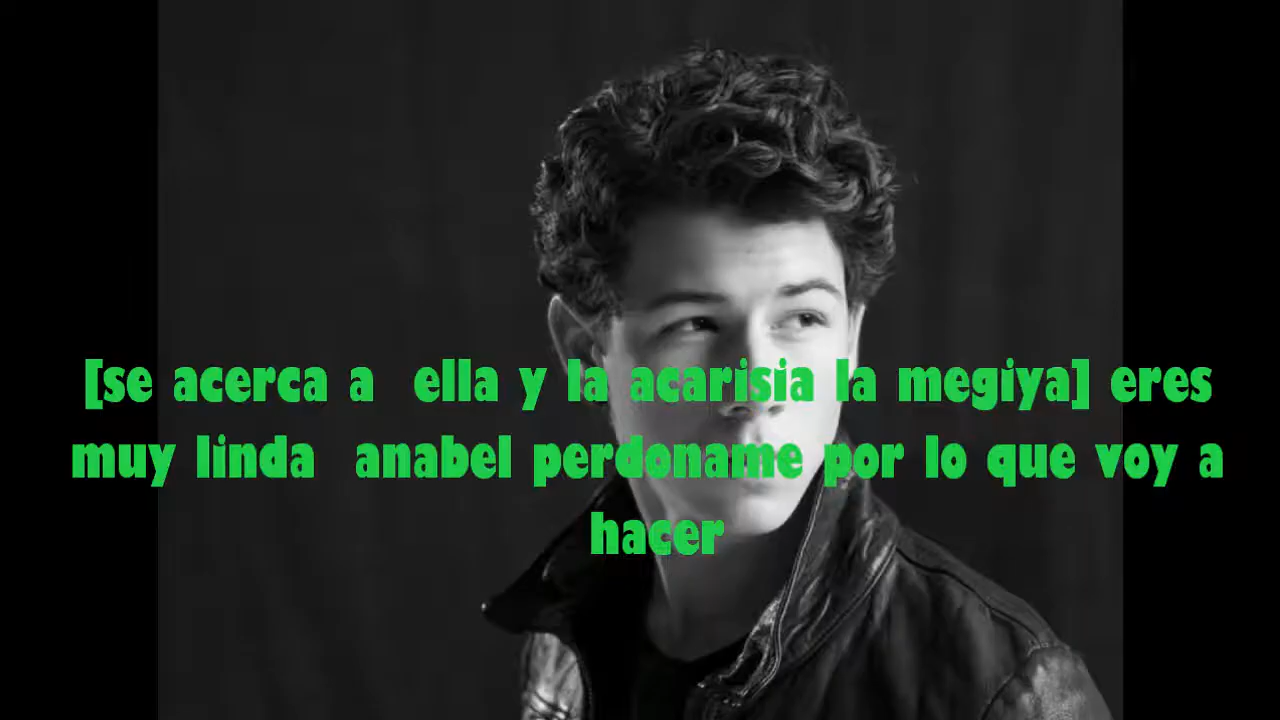 [se acerca a  ella y la acarisia la megiya] eres
muy linda  anabel perdoname por lo que voy a
hacer